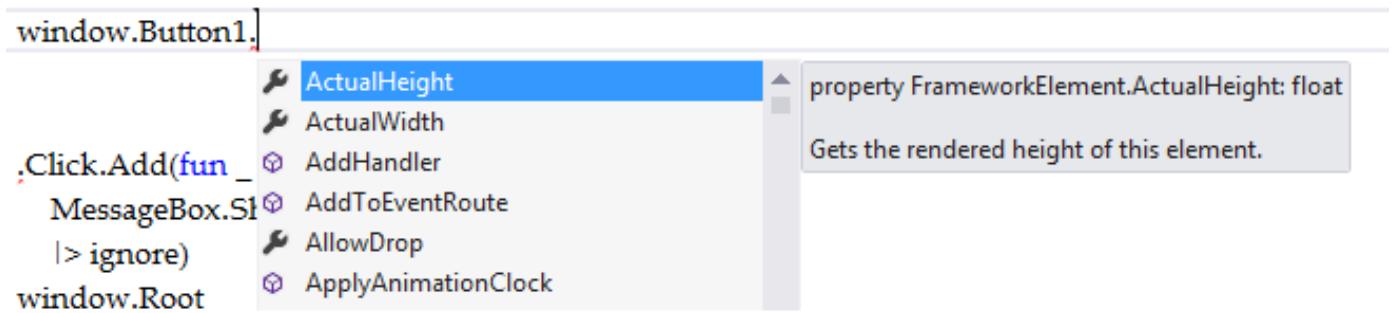 window.Button1.
ActualHeight
property FrameworkElement.ActualHeight: float
ActualWidth
Gets the rendered height of this element.
.Click.Add(fun _
AddHandler
MessageBox.Sh
AddToEventRoute
|> ignore)
AllowDrop
window.Root
ApplyAnimationClock